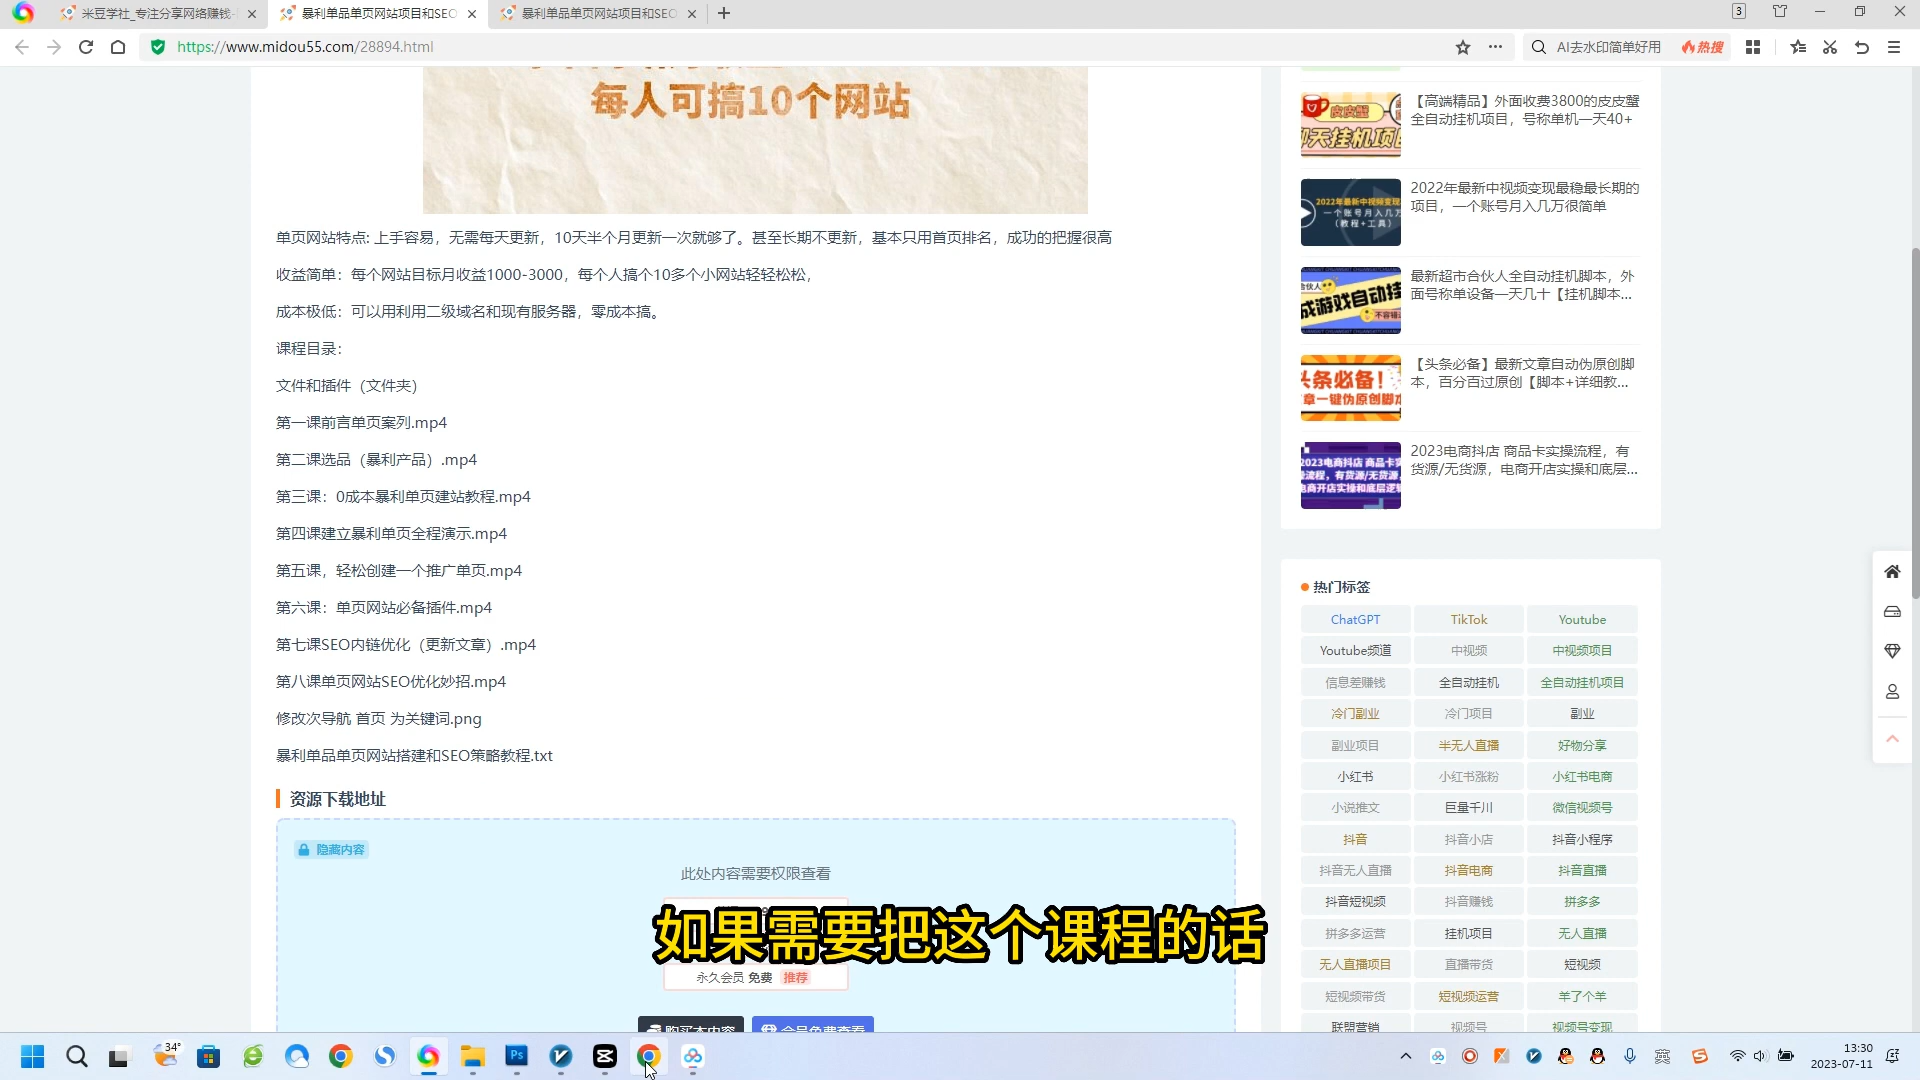 米豆学社_专注分享网络赚钱-
暴利单品单页网站项目和SEO
暴利单品单页网站项目和SEO
3
https://www.midou55.com/28894.html
AI去水印简单好用
热搜
每人可搞10个网站
单页网站特点: 上手容易，无需每天更新，10天半个月更新一次就够了。甚至长期不更新，基本只用首页排名，成功的把握很高
收益简单：每个网站目标月收益1000-3000，每个人搞个10多个小网站轻轻松松，
成本极低：可以用利用二级域名和现有服务器，零成本搞。
课程目录：
文件和插件（文件夹）
第一课前言单页案列.mp4
第二课选品（暴利产品）.mp4
第三课：0成本暴利单页建站教程.mp4
第四课建立暴利单页全程演示.mp4
第五课，轻松创建一个推广单页.mp4
第六课：单页网站必备插件.mp4
第七课SEO内链优化（更新文章）.mp4
第八课单页网站SEO优化妙招.mp4
修改次导航 首页 为关键词.png
暴利单品单页网站搭建和SEO策略教程.txt
资源下载地址
隐藏内容
此处内容需要权限查看
如果需要把这个课程的话
永久会员 免费 推荐
购买本内容
会员免费查看
皮皮蟹
【高端精品】外面收费3800的皮皮蟹
全自动挂机项目，号称单机一天40+
2022年最新中视频变现最稳最长期的
项目，一个账号月入几万很简单
最新超市合伙人全自动挂机脚本，外
面号称单设备一天几十【挂机脚本...
【头条必备】最新文章自动伪原创脚
本，百分百过原创【脚本+详细教...
2023电商抖店 商品卡实操流程，有
货源/无货源，电商开店实操和底层...
热门标签
ChatGPT
TikTok
Youtube
Youtube频道
中视频
中视频项目
信息差赚钱
全自动挂机
全自动挂机项目
冷门副业
冷门项目
副业
副业项目
半无人直播
好物分享
小红书
小红书涨粉
小红书电商
小说推文
巨量千川
微信视频号
抖音
抖音小店
抖音小程序
抖音无人直播
抖音电商
抖音直播
抖音短视频
抖音赚钱
拼多多
拼多多运营
挂机项目
无人直播
无人直播项目
直播带货
短视频
短视频带货
短视频运营
羊了个羊
联盟营销
视频号
视频号变现
34°
Ps
英
13:30
2023-07-11